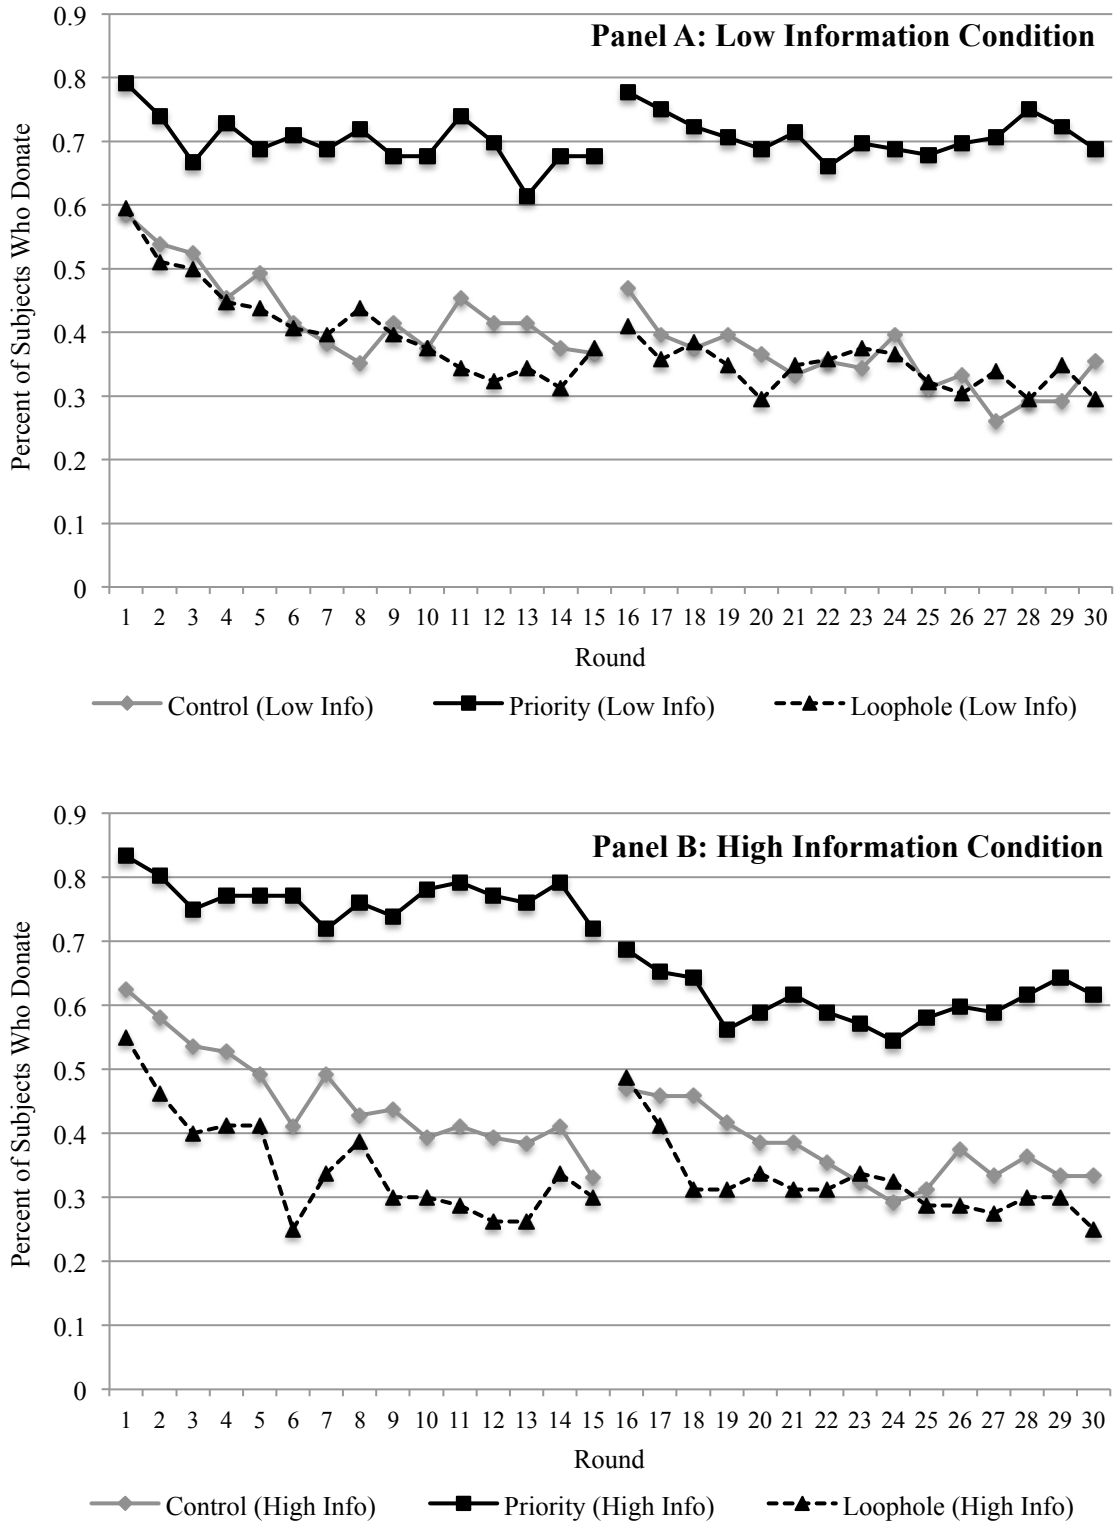 Panel A: Low Information Condition
Percent of Subjects Who Donate
0.9
0.8
0.7
0.6
0.5
0.4
0.3
0.2
0.1
0
1 2 3 4 5 6 7 8 9 10 11 12 13 14 15 16 17 18 19 20 21 22 23 24 25 26 27 28 29 30
Round
Control (Low Info) Priority (Low Info) Loophole (Low Info)
Panel B: High Information Condition
Percent of Subjects Who Donate
0.9
0.8
0.7
0.6
0.5
0.4
0.3
0.2
0.1
0
1 2 3 4 5 6 7 8 9 10 11 12 13 14 15 16 17 18 19 20 21 22 23 24 25 26 27 28 29 30
Round
Control (High Info) Priority (High Info) Loophole (High Info)